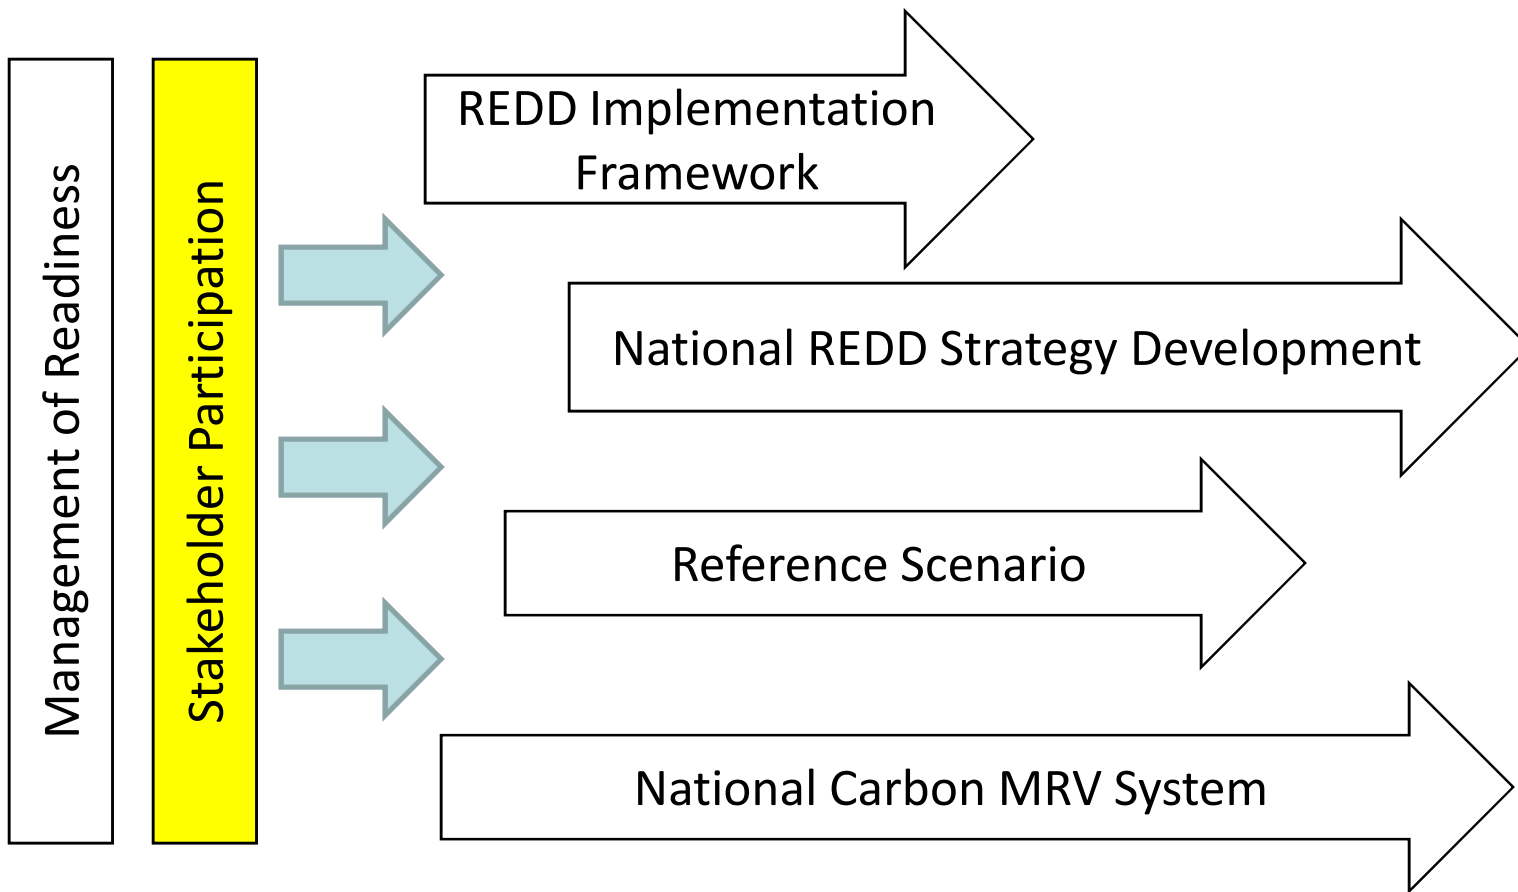 Management of Readiness
Stakeholder Participation
REDD Implementation
Framework
National REDD Strategy Development
Reference Scenario
National Carbon MRV System